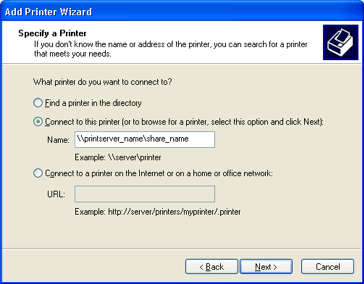 Add Printer Wizard
Specify a Printer
If you don't know the name or address of the printer, you can search for a printer
that meets your needs.
What printer do you want to connect to?
Find a printer in the directory
Connect to this printer (or to browse for a printer, select this option and click Next):
Name: \\printserver_name\share_name
Example: \\server\printer
Connect to a printer on the Internet or on a home or office network:
URL:
Example: http://server/printers/myprinter/.printer
< Back Next > Cancel